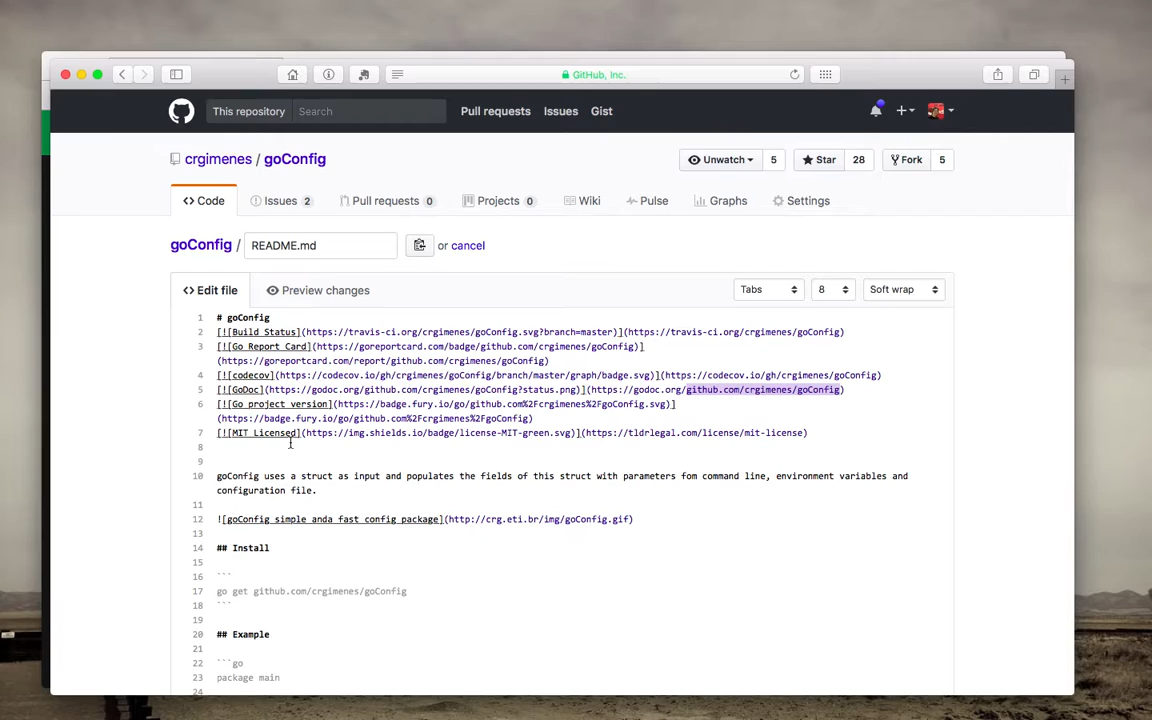 GitHub, Inc.
This repository Search Pull requests Issues Gist
crgimenes / goConfig Unwatch 5 Star 28 Fork 5
Code Issues 2 Pull requests 0 Projects 0 Wiki Pulse Graphs Settings
goConfig / README.md or cancel
Edit file Preview changes Tabs 8 Soft wrap
1 # goConfig
2 [![Build Status](https://travis-ci.org/crgimenes/goConfig.svg?branch=master)](https://travis-ci.org/crgimenes/goConfig)
3 [![Go Report Card](https://goreportcard.com/badge/github.com/crgimenes/goConfig)]
(https://goreportcard.com/report/github.com/crgimenes/goConfig)
4 [![codecov](https://codecov.io/gh/crgimenes/goConfig/branch/master/graph/badge.svg)](https://codecov.io/gh/crgimenes/goConfig)
5 [![GoDoc](https://godoc.org/github.com/crgimenes/goConfig?status.png)](https://godoc.org/github.com/crgimenes/goConfig)
6 [![Go project version](https://badge.fury.io/go/github.com%2Fcrgimenes%2FgoConfig.svg)]
(https://badge.fury.io/go/github.com%2Fcrgimenes%2FgoConfig)
7 [![MIT Licensed](https://img.shields.io/badge/license-MIT-green.svg)](https://tldrlegal.com/license/mit-license)
8
9
10 goConfig uses a struct as input and populates the fields of this struct with parameters fom command line, environment variables and
configuration file.
11
12 ![goConfig simple anda fast config package](http://crg.eti.br/img/goConfig.gif)
13
14 ## Install
15
16 ```
17 go get github.com/crgimenes/goConfig
18 ```
19
20 ## Example
21
22 ```go
23 package main
24